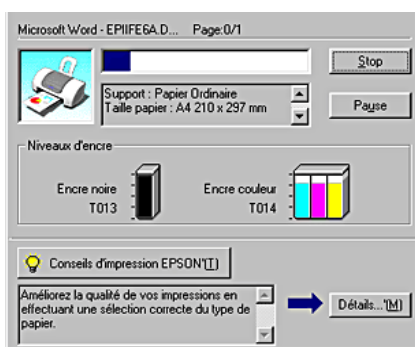 Microsoft Word - EPIIFE6A.D... Page:0/1
Stop
Support : Papier Ordinaire
Taille papier : A4 210 x 297 mm
Pause
Niveaux d'encre
Encre noire
T013
Encre couleur
T014
Conseils d'impression EPSON'(T)
Améliorez la qualité de vos impressions en
effectuant une sélection correcte du type de
papier.
Détails...'(M)